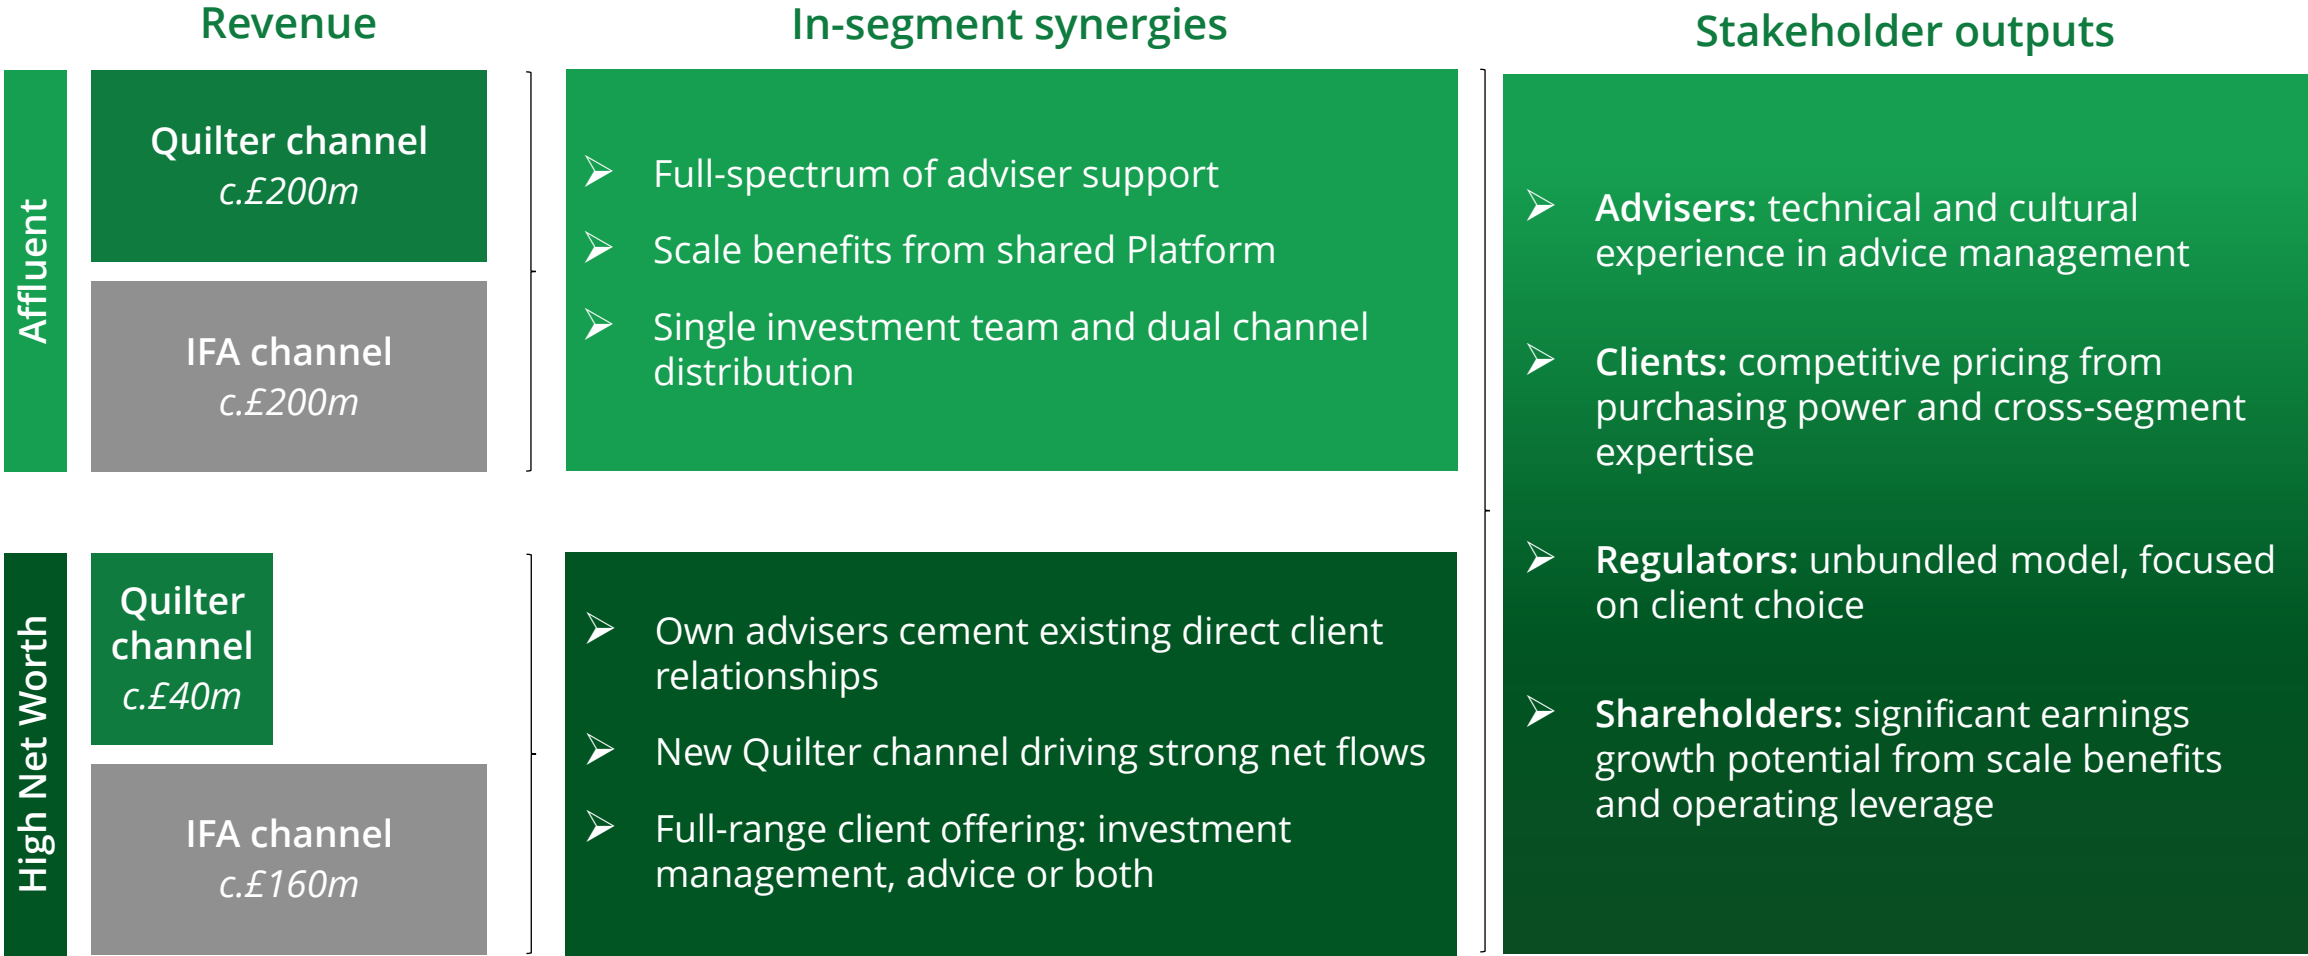 Revenue
In-segment synergies
Stakeholder outputs
Affluent
Quilter channel
c.£200m
IFA channel
c.£200m
➢ Full-spectrum of adviser support
➢ Scale benefits from shared Platform
➢ Single investment team and dual channel
distribution
High Net Worth
Quilter
channel
c.£40m
IFA channel
c.£160m
➢ Own advisers cement existing direct client
relationships
➢ New Quilter channel driving strong net flows
➢ Full-range client offering: investment
management, advice or both
➢ Advisers: technical and cultural
experience in advice management
➢ Clients: competitive pricing from
purchasing power and cross-segment
expertise
➢ Regulators: unbundled model, focused
on client choice
➢ Shareholders: significant earnings
growth potential from scale benefits
and operating leverage